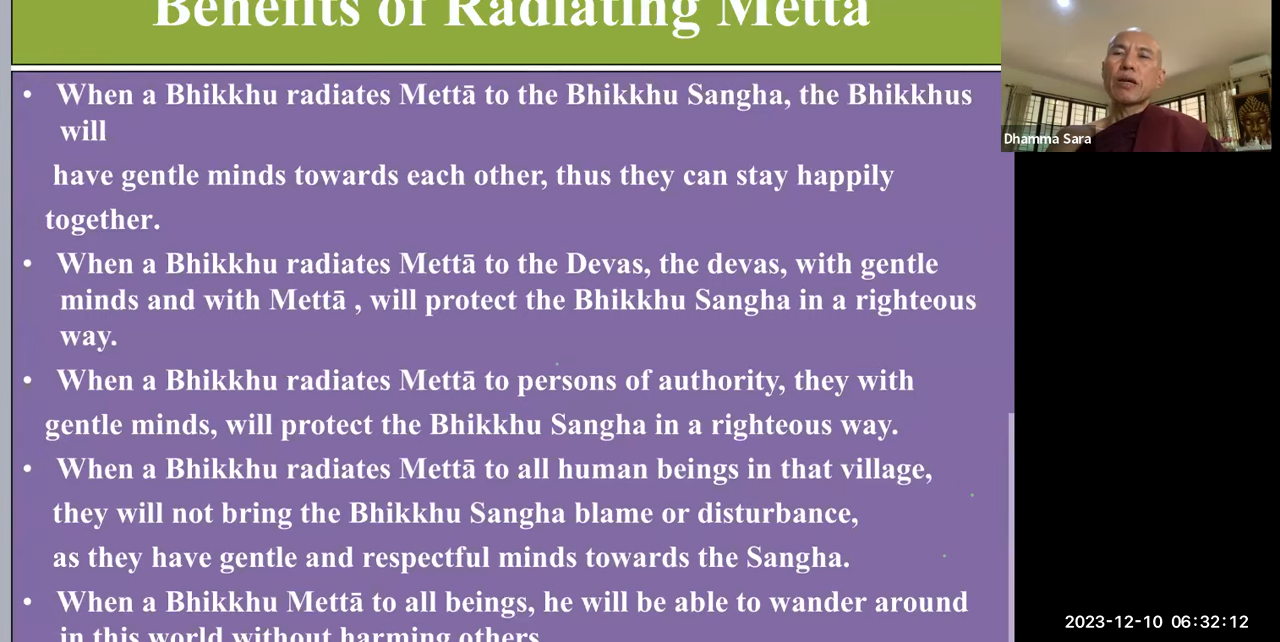 Benefits of Radiating Mettā
• When a Bhikkhu radiates Mettā to the Bhikkhu Sangha, the Bhikkhus
will
have gentle minds towards each other, thus they can stay happily
together.
• When a Bhikkhu radiates Mettā to the Devas, the devas, with gentle
minds and with Mettā , will protect the Bhikkhu Sangha in a righteous
way.
• When a Bhikkhu radiates Mettā to persons of authority, they with
gentle minds, will protect the Bhikkhu Sangha in a righteous way.
• When a Bhikkhu radiates Mettā to all human beings in that village,
they will not bring the Bhikkhu Sangha blame or disturbance,
as they have gentle and respectful minds towards the Sangha.
• When a Bhikkhu Mettā to all beings, he will be able to wander around
in this world without harming others
Dhamma Sara
2023-12-10 06:32:12